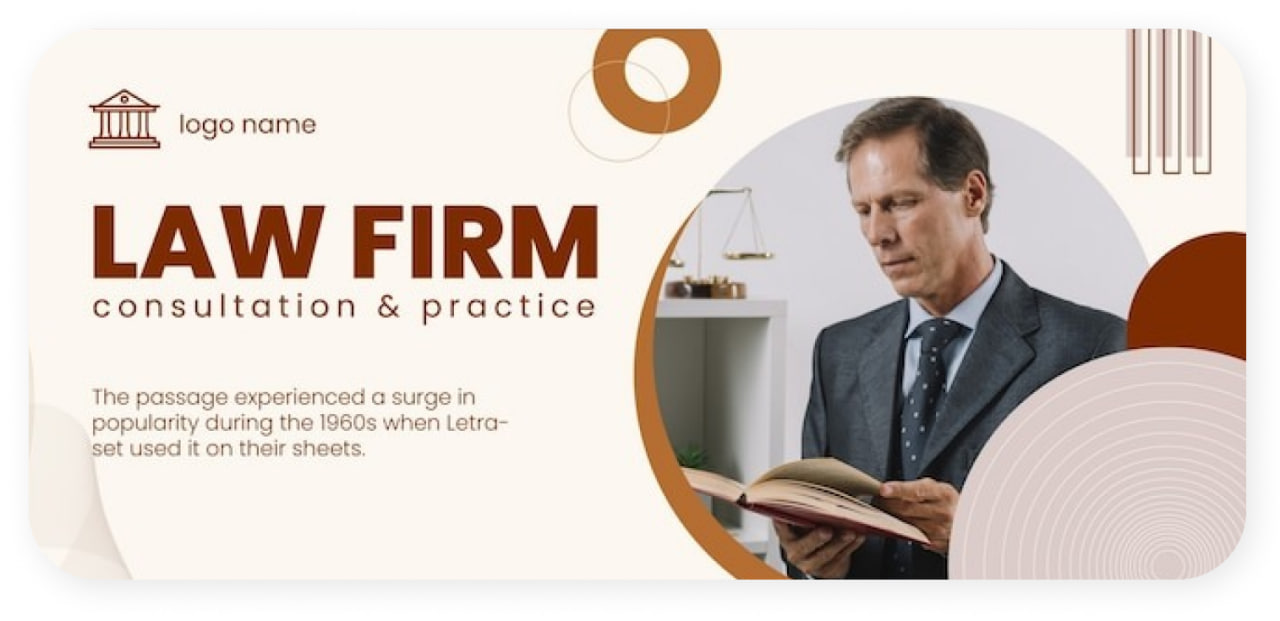 logo name
LAW FIRM
consultation & practice
The passage experienced a surge in
popularity during the 1960s when Letra-
set used it on their sheets.